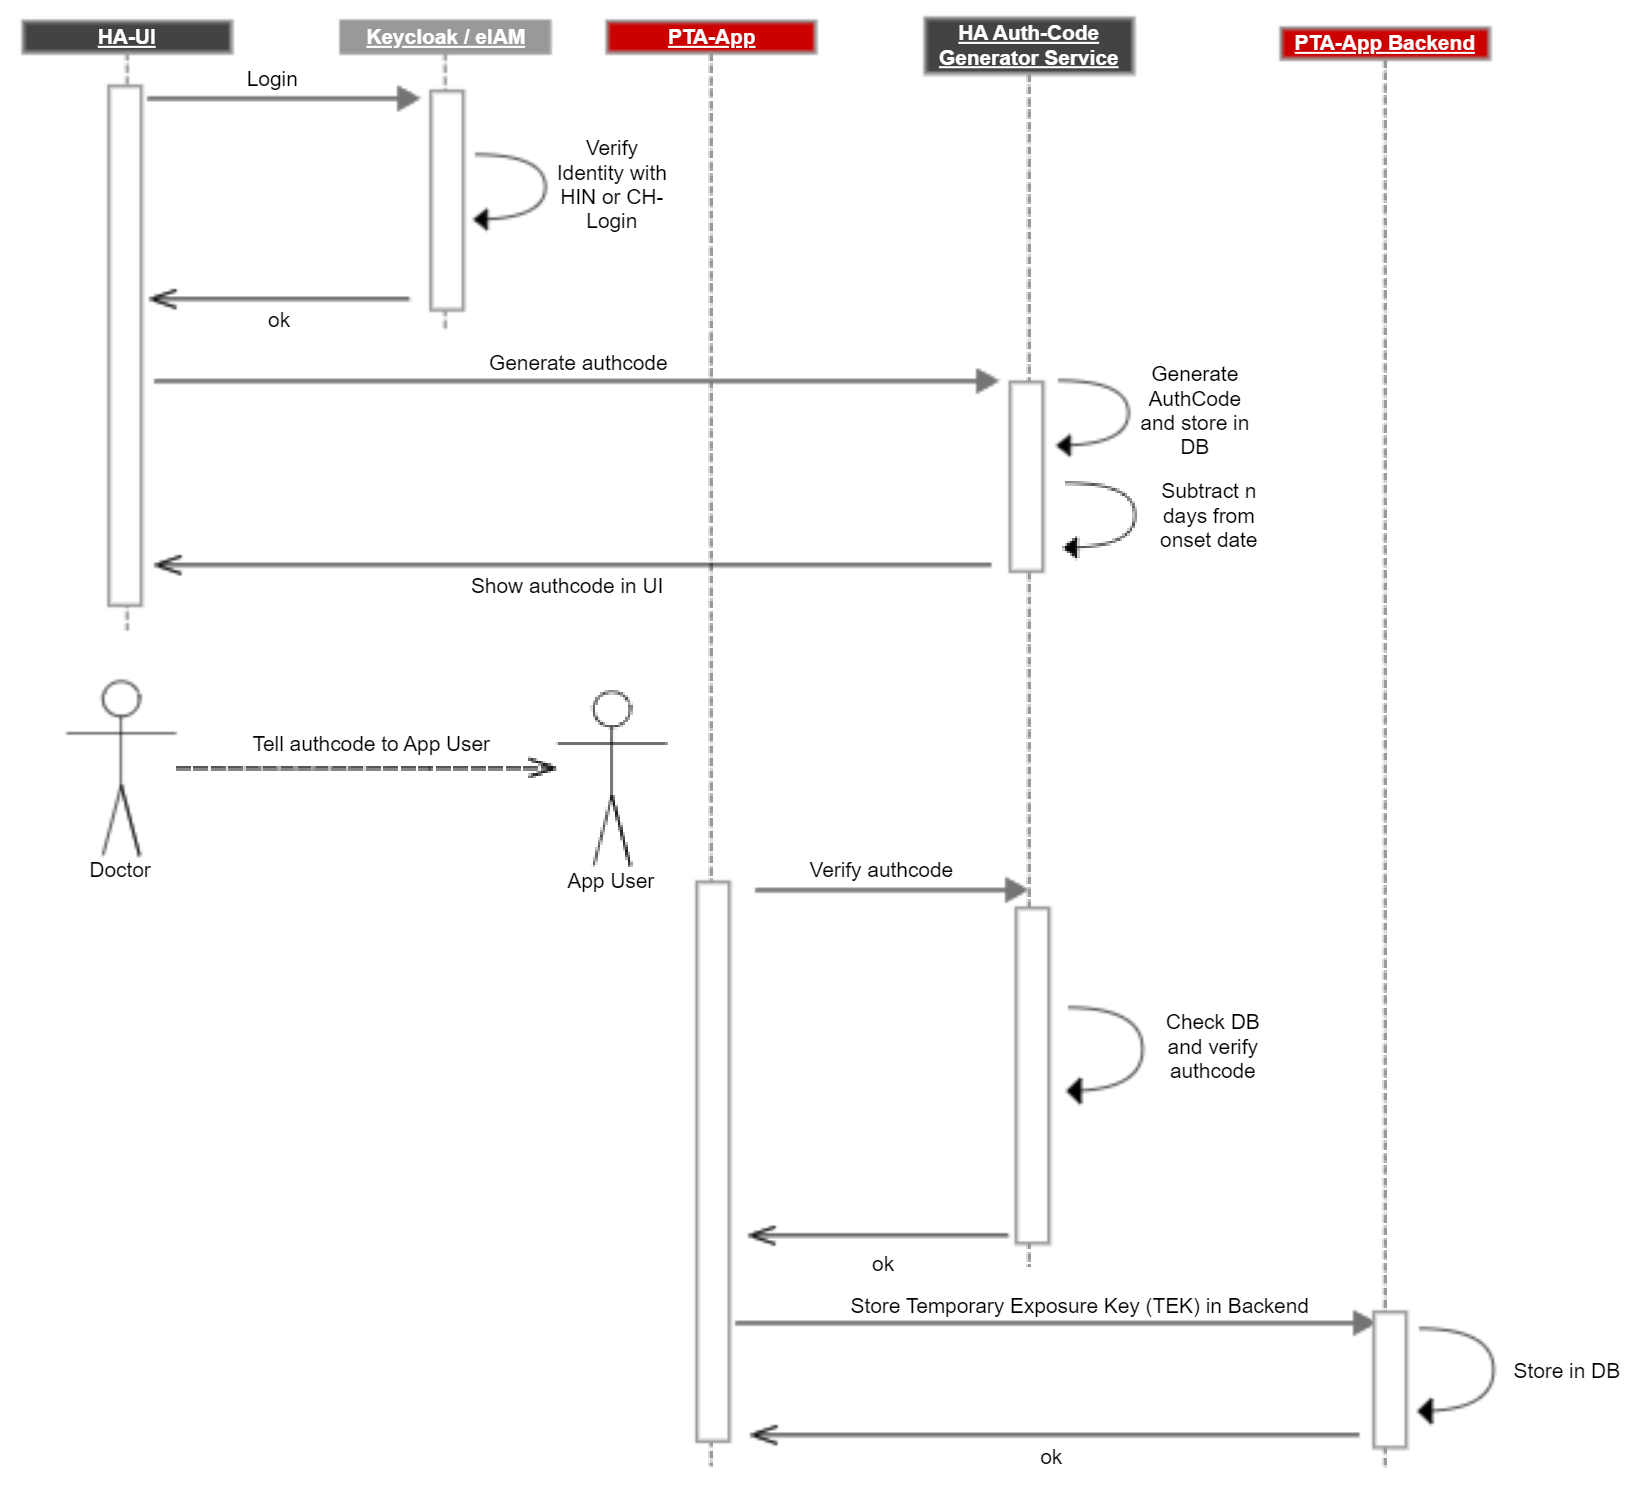 HA-UI
Keycloak / eIAM
PTA-App
HA Auth-Code
Generator Service
PTA-App Backend
Login
Verify
Identity with
HIN or CH-
Login
ok
Generate authcode
Generate
AuthCode
and store in
DB
Subtract n
days from
onset date
Show authcode in UI
Tell authcode to App User
Doctor
App User
Verify authcode
Check DB
and verify
authcode
ok
Store Temporary Exposure Key (TEK) in Backend
Store in DB
ok